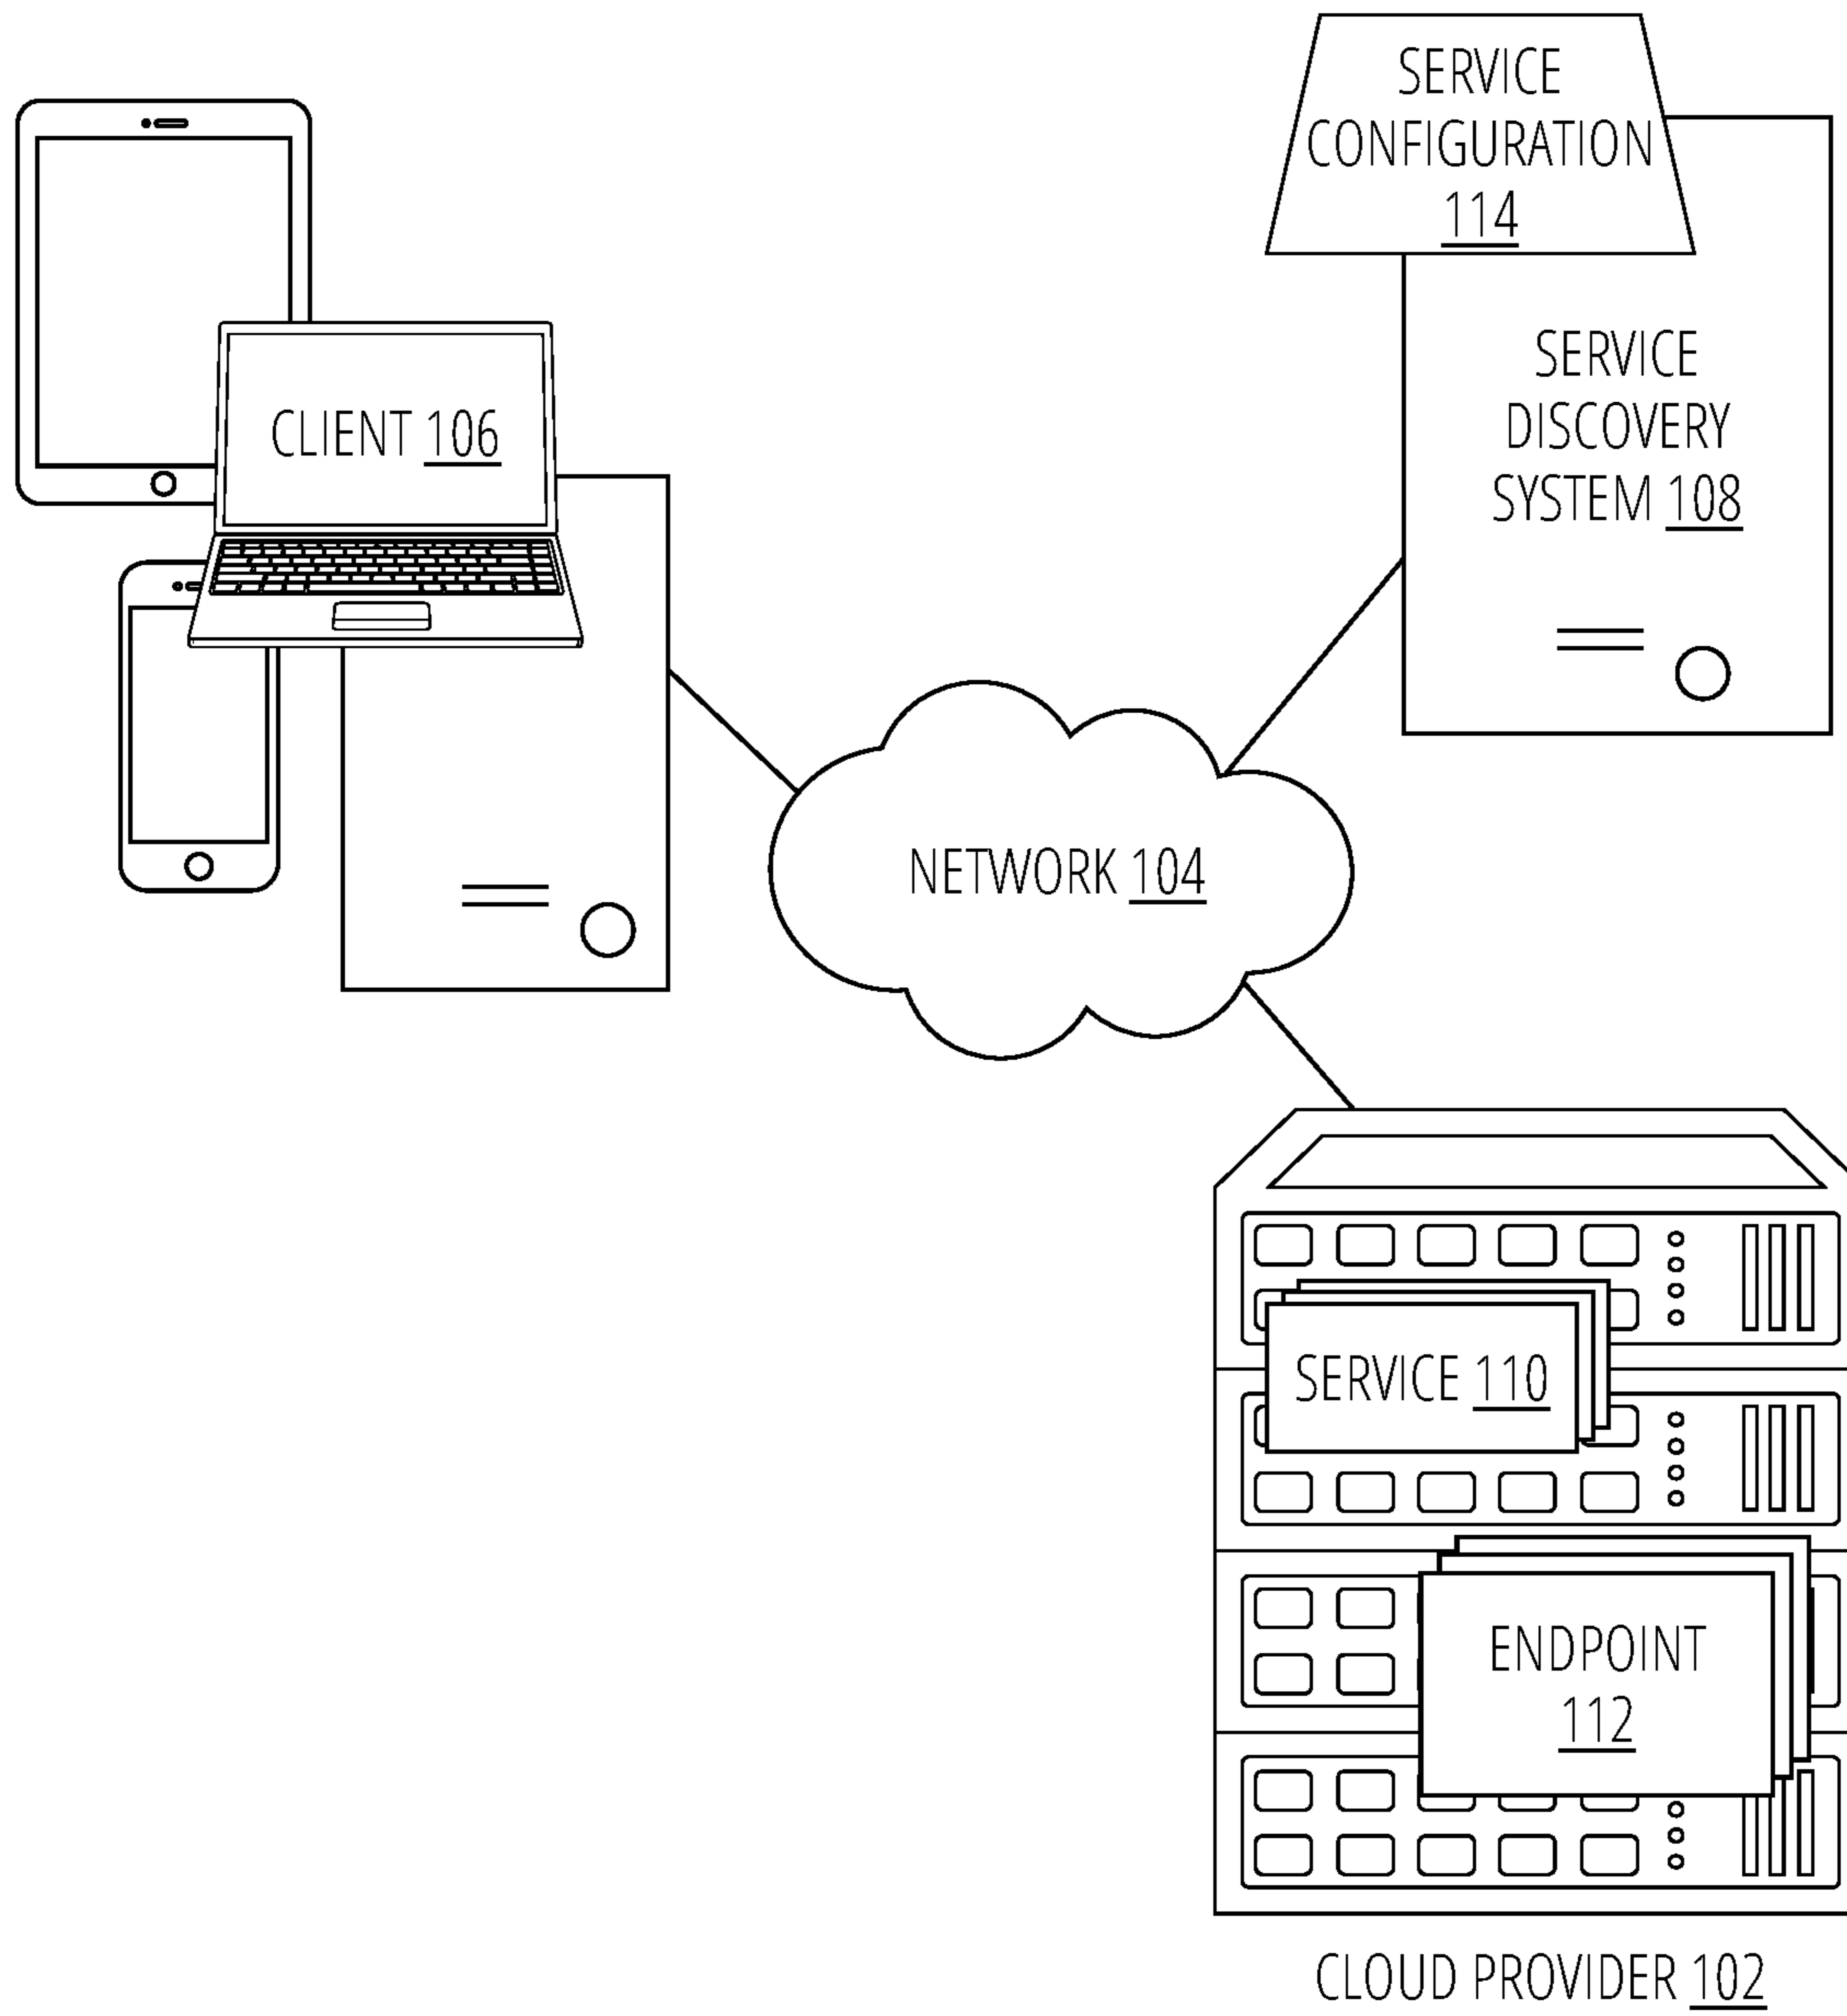 SERVICE
CONFIGURATION
114
SERVICE
DISCOVERY
SYSTEM 108
CLIENT 106
NETWORK 104
SERVICE 110
ENDPOINT
112
CLOUD PROVIDER 102